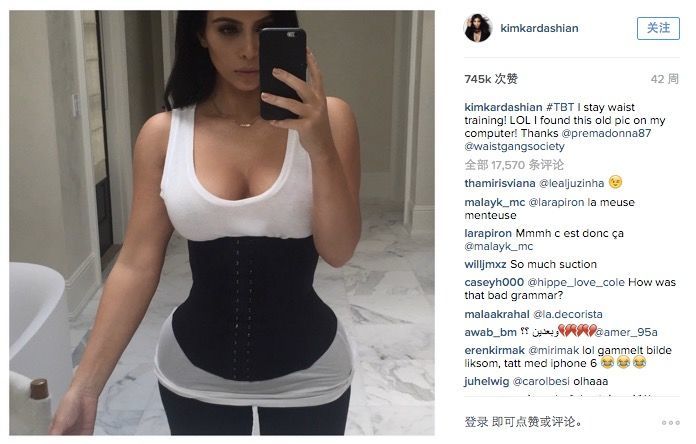 kimkardashian
关注
745k 次赞
42 周
kimkardashian #TBT I stay waist
training! LOL I found this old pic on my
computer! Thanks @premadonna87
@waistgangsociety
全部 17,570 条评论
thamirisviana @lealjuzinha 😉
malayk_mc @larapiron la meuse
menteuse
larapiron Mmmh c est donc ça
@malayk_mc
willjmxz So much suction
caseyh000 @hippe_love_cole How was
that bad grammar?
malaakrahal @la.decorista
awab_bm وبعدين ؟؟💔💔💔💔@amer_95a
erenkirmak @mirimak lol gammelt bilde
liksom, tatt med iphone 6 😂😂😂
juhelwig @carolbesi olhaaa
登录 即可点赞或评论。